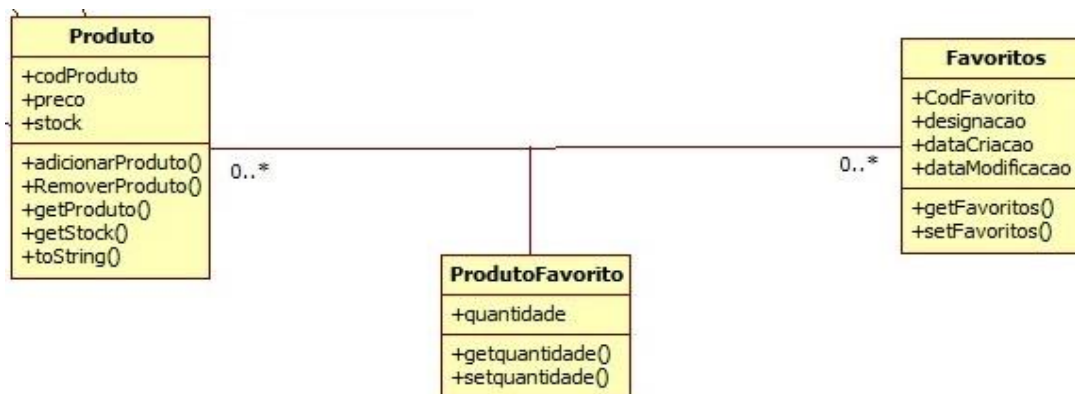 Produto
+codProduto
+preco
+stock
+adicionarProduto()
+RemoverProduto()
+getProduto()
+getStock()
+toString()
0..*
0..*
Favoritos
+CodFavorito
+designacao
+dataCriacao
+dataModificacao
+getFavoritos()
+setFavoritos()
ProdutoFavorito
+quantidade
+getquantidade()
+setquantidade()